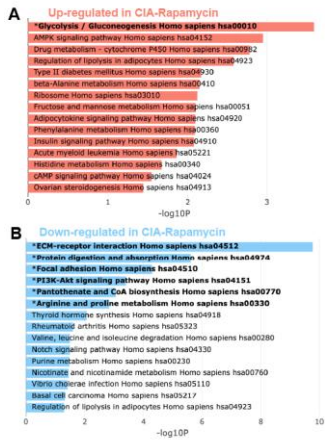 A
Up-regulated in CIA-Rapamycin
*Glycolysis / Gluconeogenesis Homo sapiens hsa00010
AMPK signaling pathway Homo sapiens hsa04152
Drug metabolism - cytochrome P450 Homo sapiens hsa00982
Regulation of lipolysis in adipocytes Homo sapiens hsa04923
Type II diabetes mellitus Homo sapiens hsa04930
beta-Alanine metabolism Homo sapiens hsa00410
Ribosome Homo sapiens hsa03010
Fructose and mannose metabolism Homo sapiens hsa00051
Adipocytokine signaling pathway Homo sapiens hsa04920
Phenylalanine metabolism Homo sapiens hsa00360
Insulin signaling pathway Homo sapiens hsa04910
Acute myeloid leukemia Homo sapiens hsa05221
Histidine metabolism Homo sapiens hsa00340
cAMP signaling pathway Homo sapiens hsa04024
Ovarian steroidogenesis Homo sapiens hsa04913
0 1 2 3
-log10P
B
Down-regulated in CIA-Rapamycin
*ECM-receptor interaction Homo sapiens hsa04512
*Protein digestion and absorption Homo sapiens hsa04974
*Focal adhesion Homo sapiens hsa04510
*PI3K-Akt signaling pathway Homo sapiens hsa04151
*Pantothenate and CoA biosynthesis Homo sapiens hsa00770
*Arginine and proline metabolism Homo sapiens hsa00330
Thyroid hormone synthesis Homo sapiens hsa04918
Rheumatoid arthritis Homo sapiens hsa05323
Valine, leucine and isoleucine degradation Homo sapiens hsa00280
Notch signaling pathway Homo sapiens hsa04330
Purine metabolism Homo sapiens hsa00230
Nicotinate and nicotinamide metabolism Homo sapiens hsa00760
Vibrio cholerae infection Homo sapiens hsa05110
Basal cell carcinoma Homo sapiens hsa05217
Regulation of lipolysis in adipocytes Homo sapiens hsa04923
0 2 4 6 8 10
-log10P